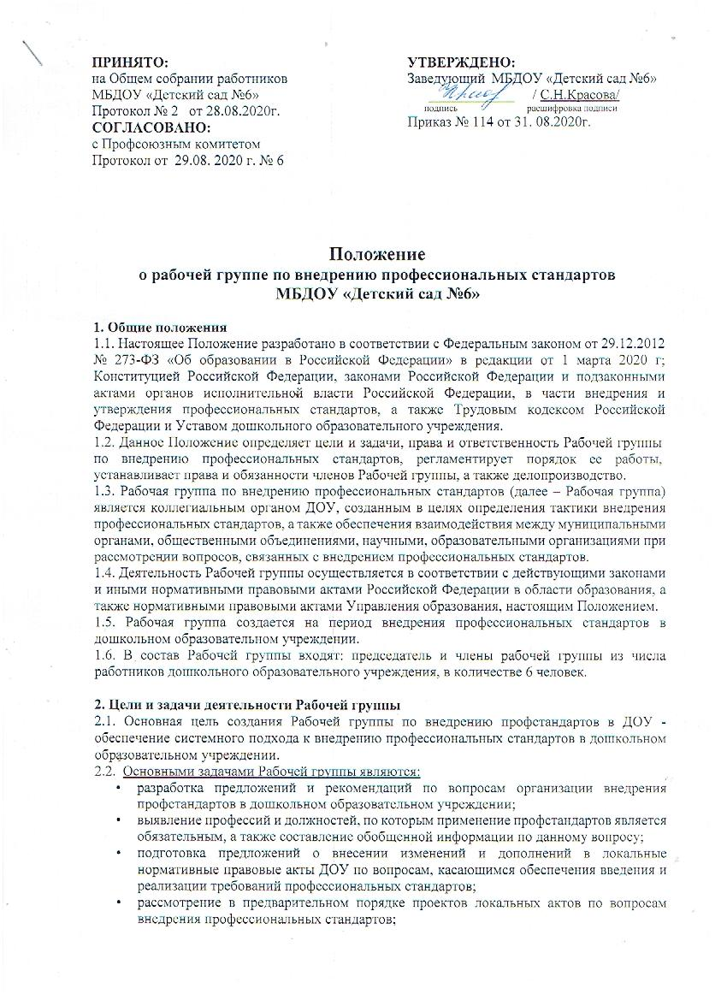 ПРИНЯТО:
на Общем собрании работников
МБДОУ «Детский сад №6»
Протокол № 2 от 28.08.2020г.
СОГЛАСОВАНО:
с Профсоюзным комитетом
Протокол от 29.08. 2020 г. № 6
УТВЕРЖДЕНО:
Заведующий МБДОУ «Детский сад №6»
/ С.Н.Красова/
подпись расшифровка подписи
Приказ № 114 от 31. 08.2020г.
Положение
о рабочей группе по внедрению профессиональных стандартов
МБДОУ «Детский сад №6»
1. Общие положения
1.1. Настоящее Положение разработано в соответствии с Федеральным законом от 29.12.2012
№ 273-ФЗ «Об образовании в Российской Федерации» в редакции от 1 марта 2020 г;
Конституцией Российской Федерации, законами Российской Федерации и подзаконными
актами органов исполнительной власти Российской Федерации, в части внедрения и
утверждения профессиональных стандартов, а также Трудовым кодексом Российской
Федерации и Уставом дошкольного образовательного учреждения.
1.2. Данное Положение определяет цели и задачи, права и ответственность Рабочей группы
по внедрению профессиональных стандартов, регламентирует порядок ее работы,
устанавливает права и обязанности членов Рабочей группы, а также делопроизводство.
1.3. Рабочая группа по внедрению профессиональных стандартов (далее – Рабочая группа)
является коллегиальным органом ДОУ, созданным в целях определения тактики внедрения
профессиональных стандартов, а также обеспечения взаимодействия между муниципальными
органами, общественными объединениями, научными, образовательными организациями при
рассмотрении вопросов, связанных с внедрением профессиональных стандартов.
1.4. Деятельность Рабочей группы осуществляется в соответствии с действующими законами
и иными нормативными правовыми актами Российской Федерации в области образования, а
также нормативными правовыми актами Управления образования, настоящим Положением.
1.5. Рабочая группа создается на период внедрения профессиональных стандартов в
дошкольном образовательном учреждении.
1.6. В состав Рабочей группы входят: председатель и члены рабочей группы из числа
работников дошкольного образовательного учреждения, в количестве 6 человек.
2. Цели и задачи деятельности Рабочей группы
2.1. Основная цель создания Рабочей группы по внедрению профстандартов в ДОУ -
обеспечение системного подхода к внедрению профессиональных стандартов в дошкольном
образовательном учреждении.
2.2. Основными задачами Рабочей группы являются:
• разработка предложений и рекомендаций по вопросам организации внедрения
профстандартов в дошкольном образовательном учреждении;
• выявление профессий и должностей, по которым применение профстандартов является
обязательным, а также составление обобщенной информации по данному вопросу;
• подготовка предложений о внесении изменений и дополнений в локальные
нормативные правовые акты ДОУ по вопросам, касающимся обеспечения введения и
реализации требований профессиональных стандартов;
• рассмотрение в предварительном порядке проектов локальных актов по вопросам
внедрения профессиональных стандартов;